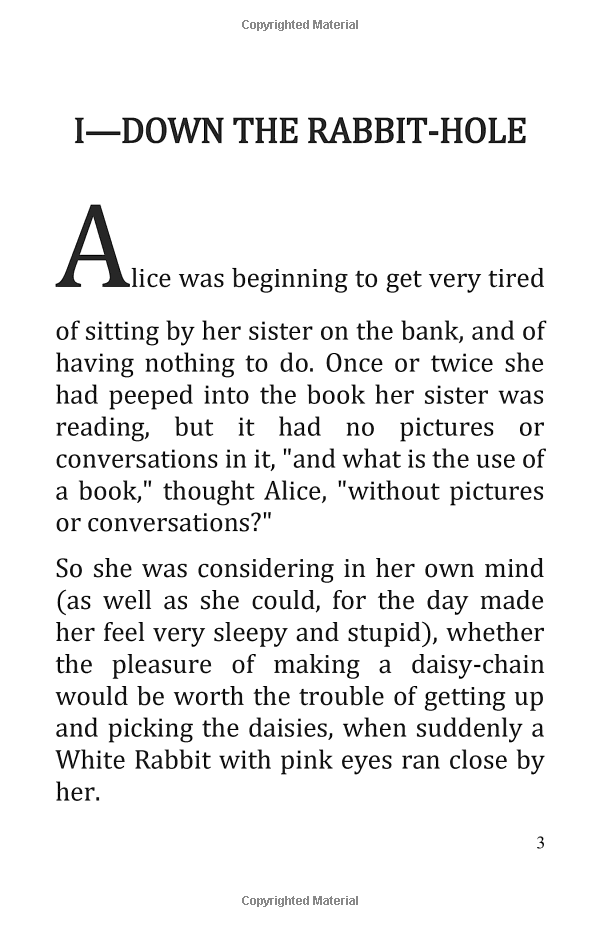 Copyrighted Material
I—DOWN THE RABBIT-HOLE
Alice was beginning to get very tired
of sitting by her sister on the bank, and of
having nothing to do. Once or twice she
had peeped into the book her sister was
reading, but it had no pictures or
conversations in it, "and what is the use of
a book," thought Alice, "without pictures
or conversations?"
So she was considering in her own mind
(as well as she could, for the day made
her feel very sleepy and stupid), whether
the pleasure of making a daisy-chain
would be worth the trouble of getting up
and picking the daisies, when suddenly a
White Rabbit with pink eyes ran close by
her.
3
Copyrighted Material